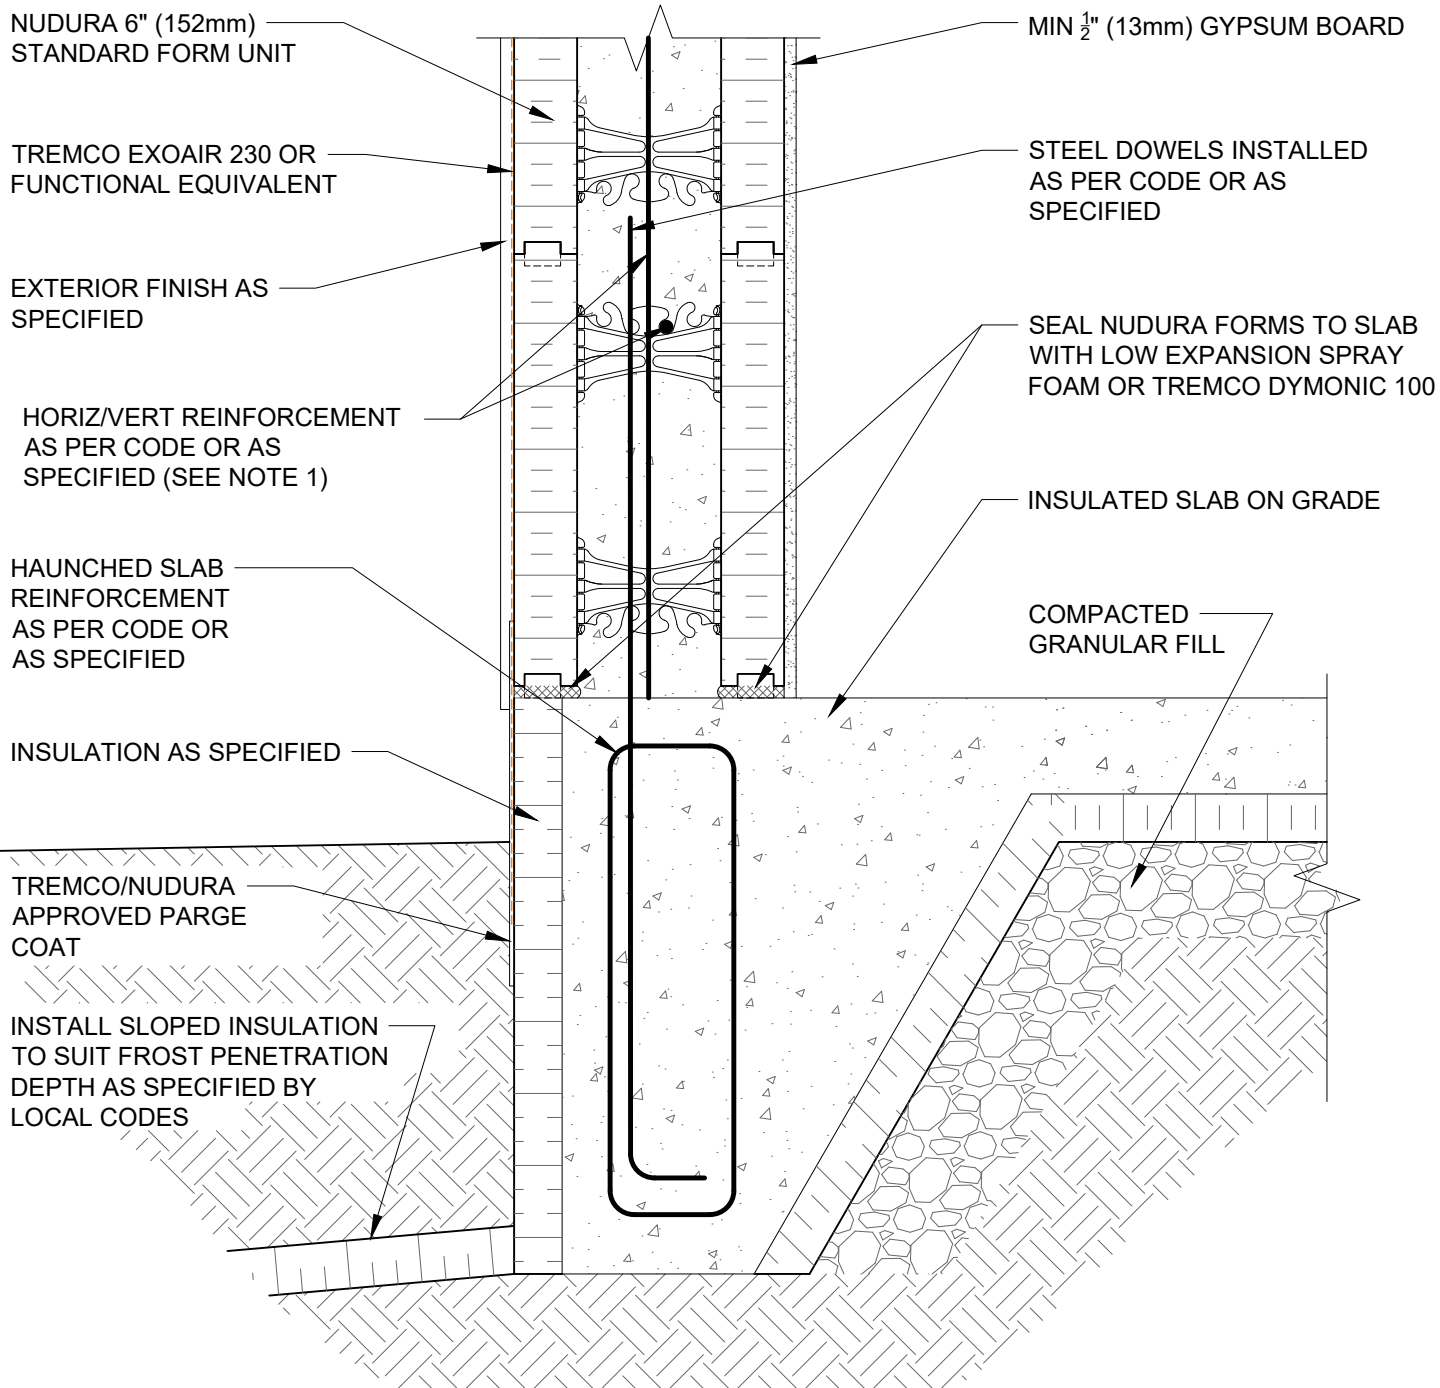 NUDURA 6" (152mm)
STANDARD FORM UNIT
TREMCO EXOAIR 230 OR
FUNCTIONAL EQUIVALENT
EXTERIOR FINISH AS
SPECIFIED
HORIZ/VERT REINFORCEMENT
AS PER CODE OR AS
SPECIFIED (SEE NOTE 1)
HAUNCHED SLAB
REINFORCEMENT
AS PER CODE OR
AS SPECIFIED
INSULATION AS SPECIFIED
TREMCO/NUDURA
APPROVED PARGE
COAT
INSTALL SLOPED INSULATION
TO SUIT FROST PENETRATION
DEPTH AS SPECIFIED BY
LOCAL CODES
MIN 1/2" (13mm) GYPSUM BOARD
STEEL DOWELS INSTALLED
AS PER CODE OR AS
SPECIFIED
SEAL NUDURA FORMS TO SLAB
WITH LOW EXPANSION SPRAY
FOAM OR TREMCO DYMONIC 100
INSULATED SLAB ON GRADE
COMPACTED
GRANULAR FILL